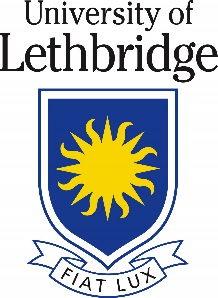 University of
Lethbridge
FIAT LUX